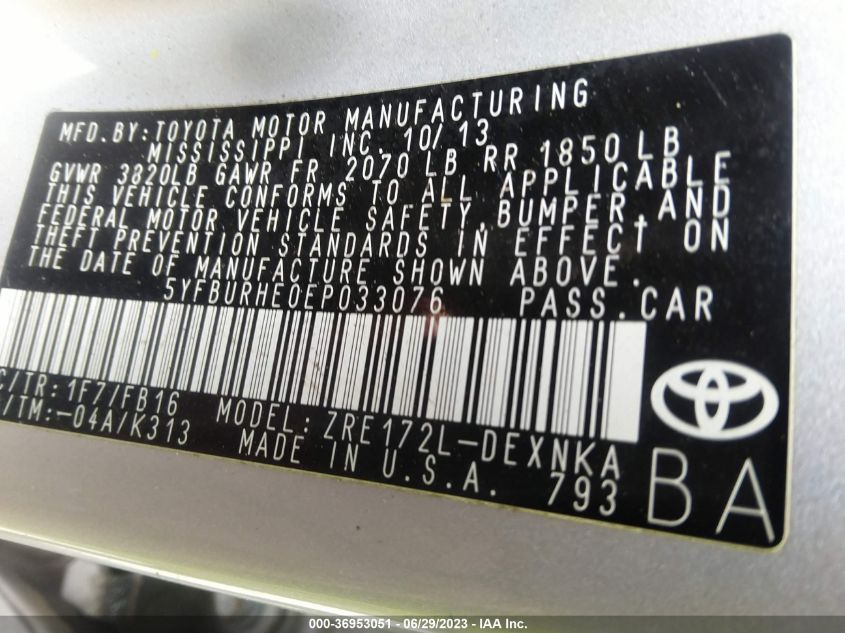 MFD.BY:TOYOTA MOTOR MANUFACTURING
MISSISSIPPI INC. 10/13
GVWR 3820LB GAWR FR 2070 LB RR 1850LB
THIS VEHICLE CONFORMS TO ALL APPLICABLE
FEDERAL MOTOR VEHICLE SAFETY,BUMPER,AND
THEFT PREVENTION STANDARDS IN EFFECT ON
THE DATE OF MANUFACTURE SHOWN ABOVE.
5YFBURHE0EP033076 PASS.CAR
C/TR:1F7/FB16 MODEL:ZRE172L-DEXNKA
/TM:-04A/K313 MADE IN U.S.A. 793
BA
000-36953051 - 06/29/2023 - IAA Inc.